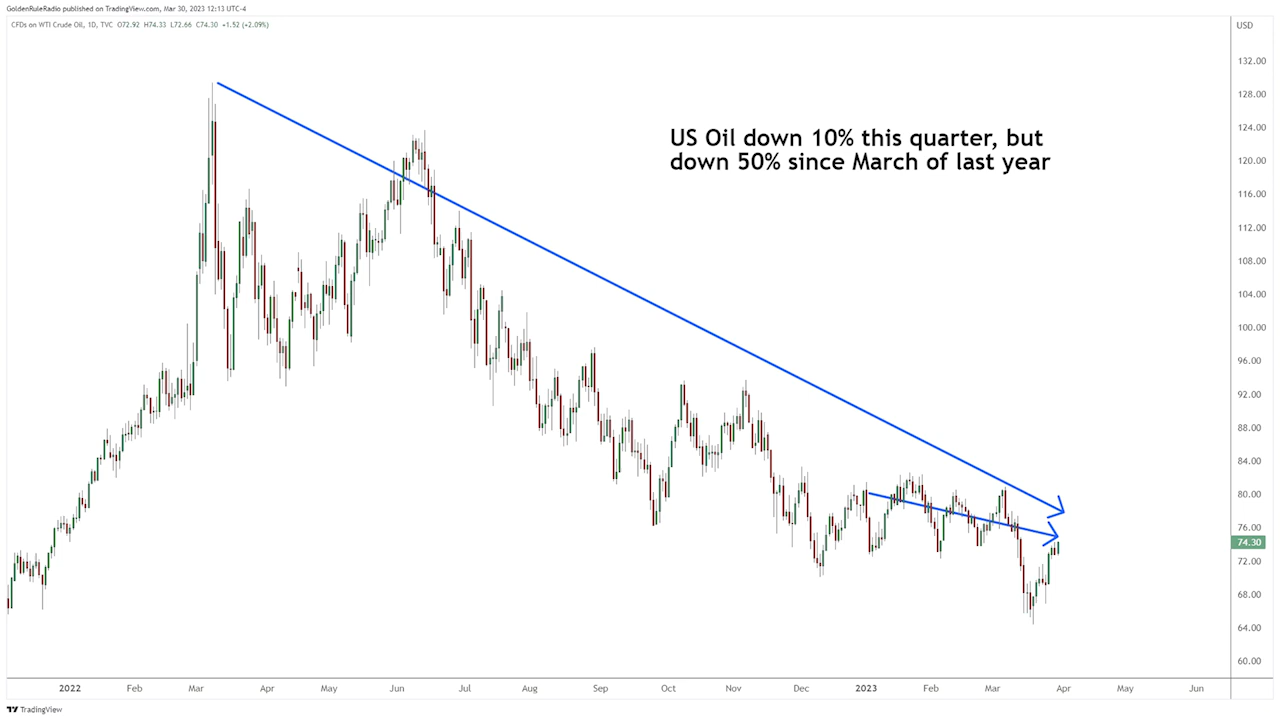 GoldenRuleRadio published on TradingView.com, Mar 30, 2023 12:13 UTC-4
CFDs on WTI Crude Oil, 1D, TVC O72.92 H74.33 L72.66 C74.30 +1.52 (+2.09%)
USD
US Oil down 10% this quarter, but
down 50% since March of last year
132.00
128.00
124.00
120.00
116.00
112.00
108.00
104.00
100.00
96.00
92.00
88.00
84.00
80.00
76.00
74.30
72.00
68.00
64.00
60.00
2022 Feb Mar Apr May Jun Jul Aug Sep Oct Nov Dec 2023 Feb Mar Apr May Jun
TradingView